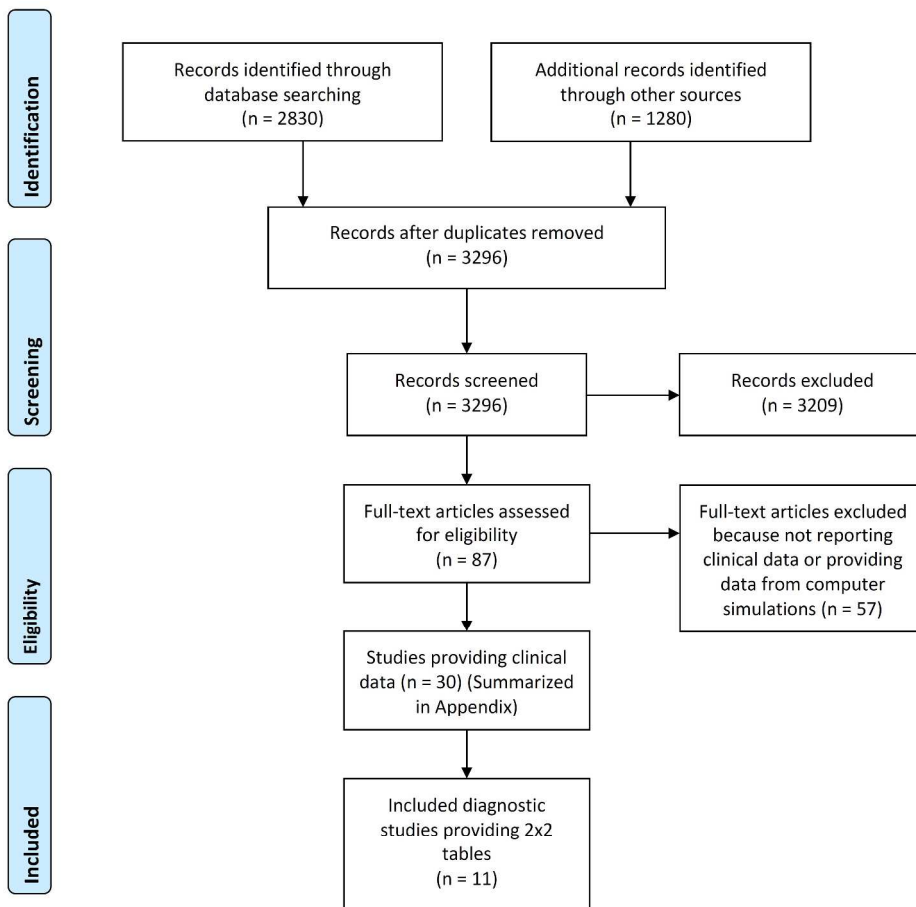 Identification
Records identified through
database searching
(n = 2830)
Additional records identified
through other sources
(n = 1280)
Records after duplicates removed
(n = 3296)
Screening
Records screened
(n = 3296)
Records excluded
(n = 3209)
Eligibility
Full-text articles assessed
for eligibility
(n = 87)
Full-text articles excluded
because not reporting
clinical data or providing
data from computer
simulations (n = 57)
Studies providing clinical
data (n = 30) (Summarized
in Appendix)
Included
Included diagnostic
studies providing 2x2
tables
(n = 11)